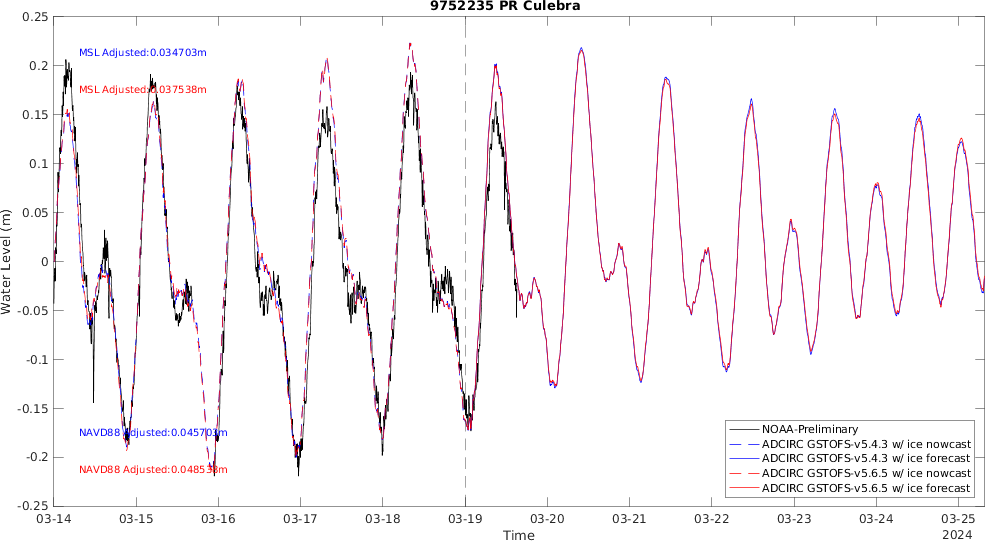 9752235 PR Culebra
0.25
0.2
0.15
0.1
0.05
0
-0.05
-0.1
-0.15
-0.2
-0.25
Water Level (m)
MSL Adjusted:0.034703m
MSL Adjusted:0.037538m
NAVD88 Adjusted:0.045703m
NAVD88 Adjusted:0.048538m
NOAA-Preliminary
ADCIRC GSTOFS-v5.4.3 w/ ice nowcast
ADCIRC GSTOFS-v5.4.3 w/ ice forecast
ADCIRC GSTOFS-v5.6.5 w/ ice nowcast
ADCIRC GSTOFS-v5.6.5 w/ ice forecast
03-14 03-15 03-16 03-17 03-18 03-19 03-20 03-21 03-22 03-23 03-24 03-25
Time
2024